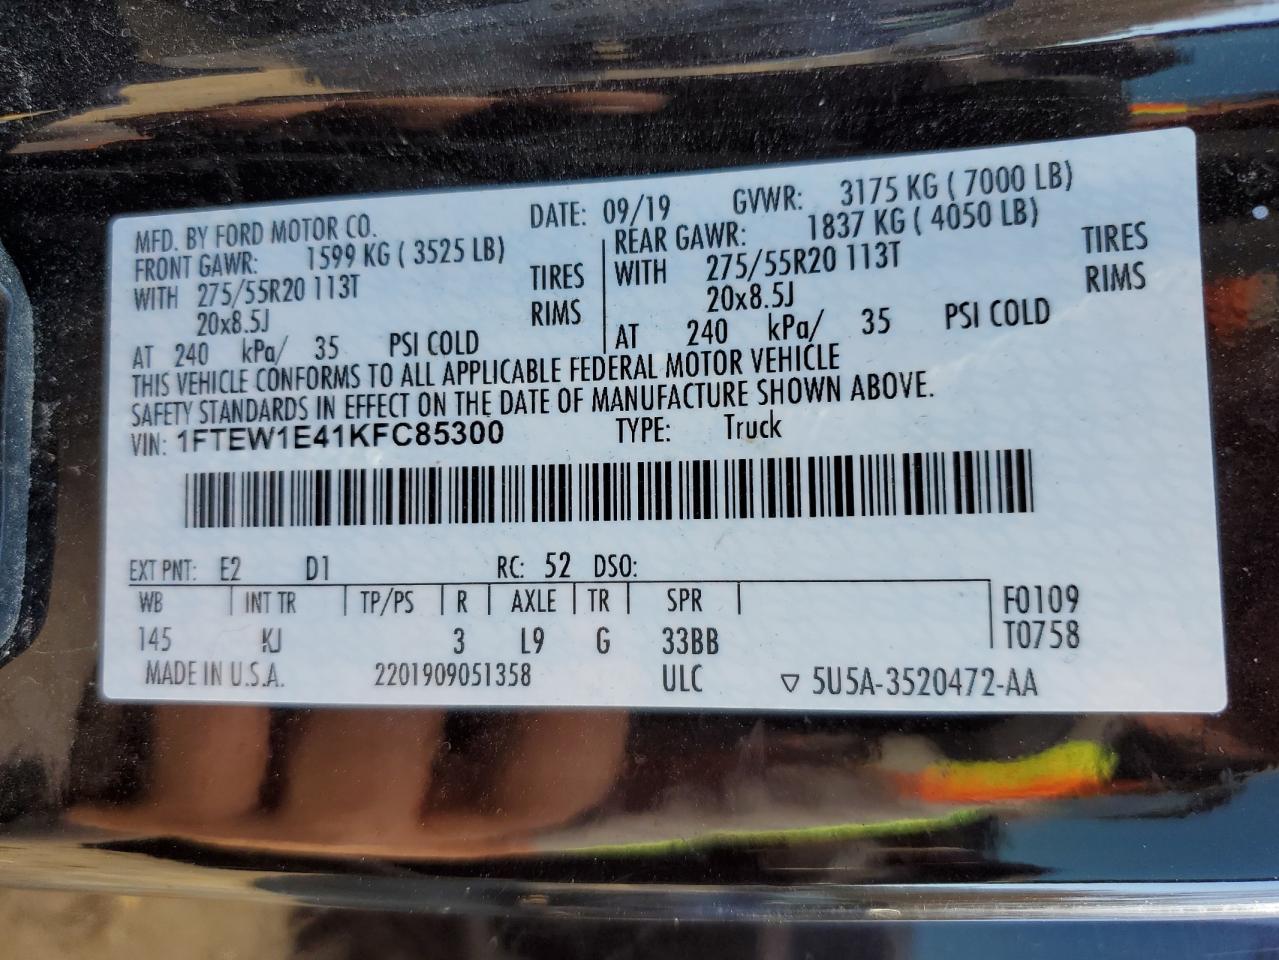 MFD. BY FORD MOTOR CO. DATE: 09/19 GVWR: 3175 KG ( 7000 LB)
FRONT GAWR: 1599 KG ( 3525 LB) REAR GAWR: 1837 KG ( 4050 LB)
WITH 275/55R20 113T TIRES WITH 275/55R20 113T TIRES
20x8.5J RIMS 20x8.5J RIMS
AT 240 kPa/ 35 PSI COLD AT 240 kPa/ 35 PSI COLD
THIS VEHICLE CONFORMS TO ALL APPLICABLE FEDERAL MOTOR VEHICLE
SAFETY STANDARDS IN EFFECT ON THE DATE OF MANUFACTURE SHOWN ABOVE.
VIN: 1FTEW1E41KFC85300 TYPE: Truck
EXT PNT: E2 D1 RC: 52 DSO:
WB INT TR TP/PS R AXLE TR SPR F0109
145 KJ 3 L9 G 33BB T0758
MADE IN U.S.A. 2201909051358 ULC ▽ 5U5A-3520472-AA